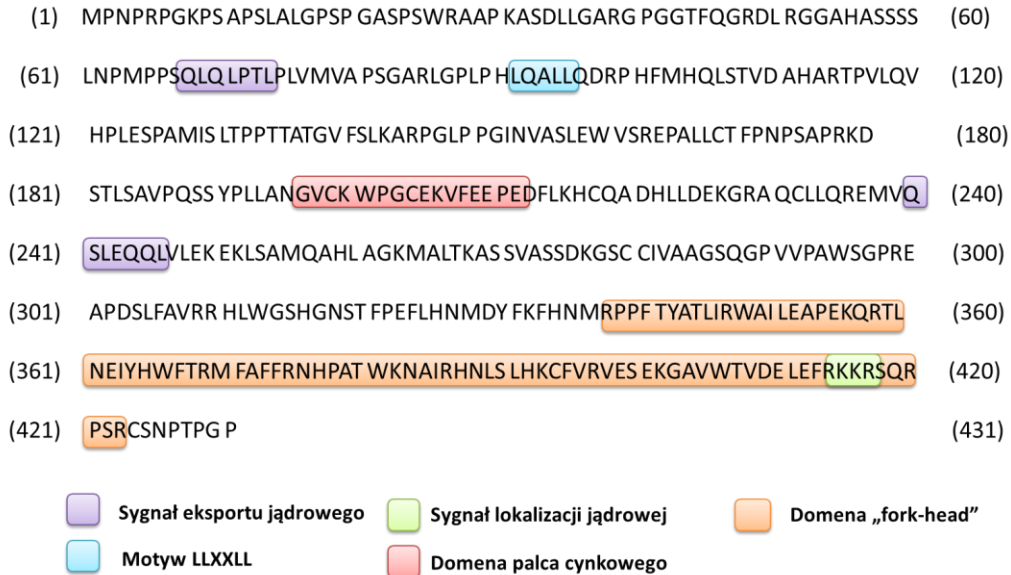 (1) MPNPRPGKPS APSLALGPSP GASPSWRAAP KASDLLGARG PGGTFQGRDL RGGAHASSSS (60)
(61) LNPMPPSQLQ LPTLPLVMVA PSGARLGPLP HLQALLQDRP HFMHQLSTVD AHARTPVLQV (120)
(121) HPLESPAMIS LTPPTTATGV FSLKARPGLP PGINVASLEW VSREPALLCT FPNPSAPRKD (180)
(181) STLSAVPQSS YPLLANGVCK WPGCEKVFEE PEDFLKHCQA DHLLDEKGRA QCLLQREMVQ (240)
(241) SLEQQLVLEK EKLSAMQAHL AGKMALTKAS SVASSDKGSC CIVAAGSQGP VVPAWSGPRE (300)
(301) APDSLFAVRR HLWGSHGNST FPEFLHNMDY FKFHNMRPPF TYATLIRWAI LEAPEKQRTL (360)
(361) NEIYHWFTRM FAFFRNHPAT WKNAIRHNLS LHKCFVRVES EKGAVWTVDE LEFRKKRSQR (420)
(421) PSRCSNPTPG P (431)
Sygnał eksportu jądrowego Sygnał lokalizacji jądrowej Domena „fork-head”
Motyw LLXXLL Domena palca cynkowego